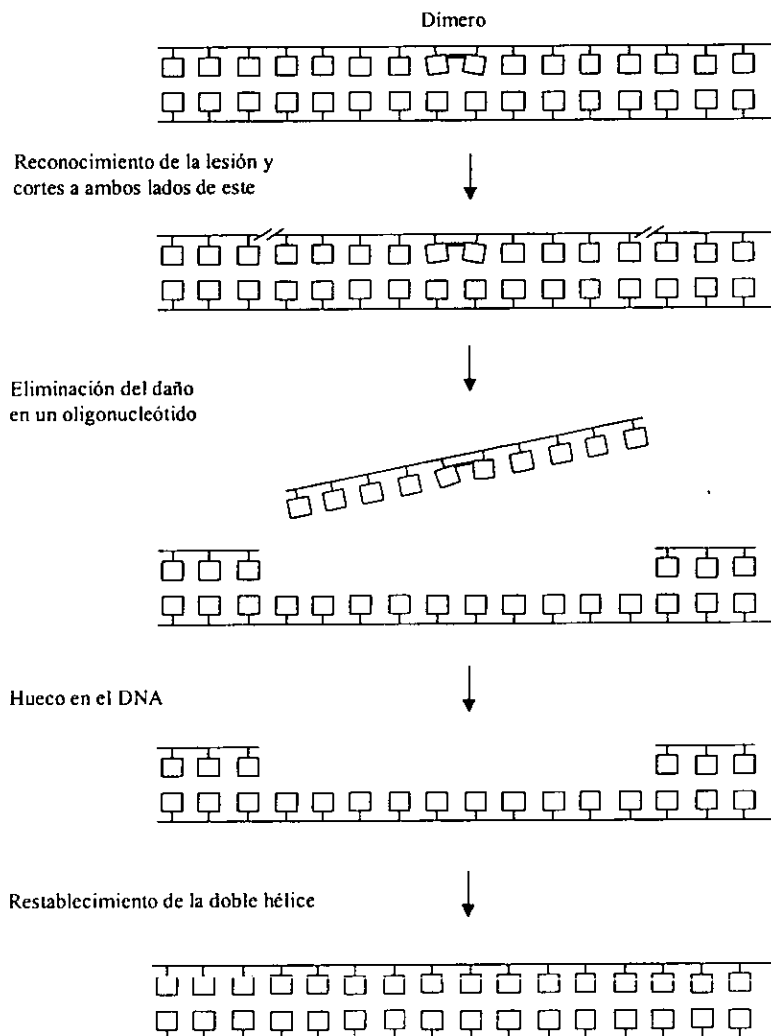 Dímero
Reconocimiento de la lesión y
cortes a ambos lados de este
Eliminación del daño
en un oligonucleótido
Hueco en el DNA
Restablecimiento de la doble hélice